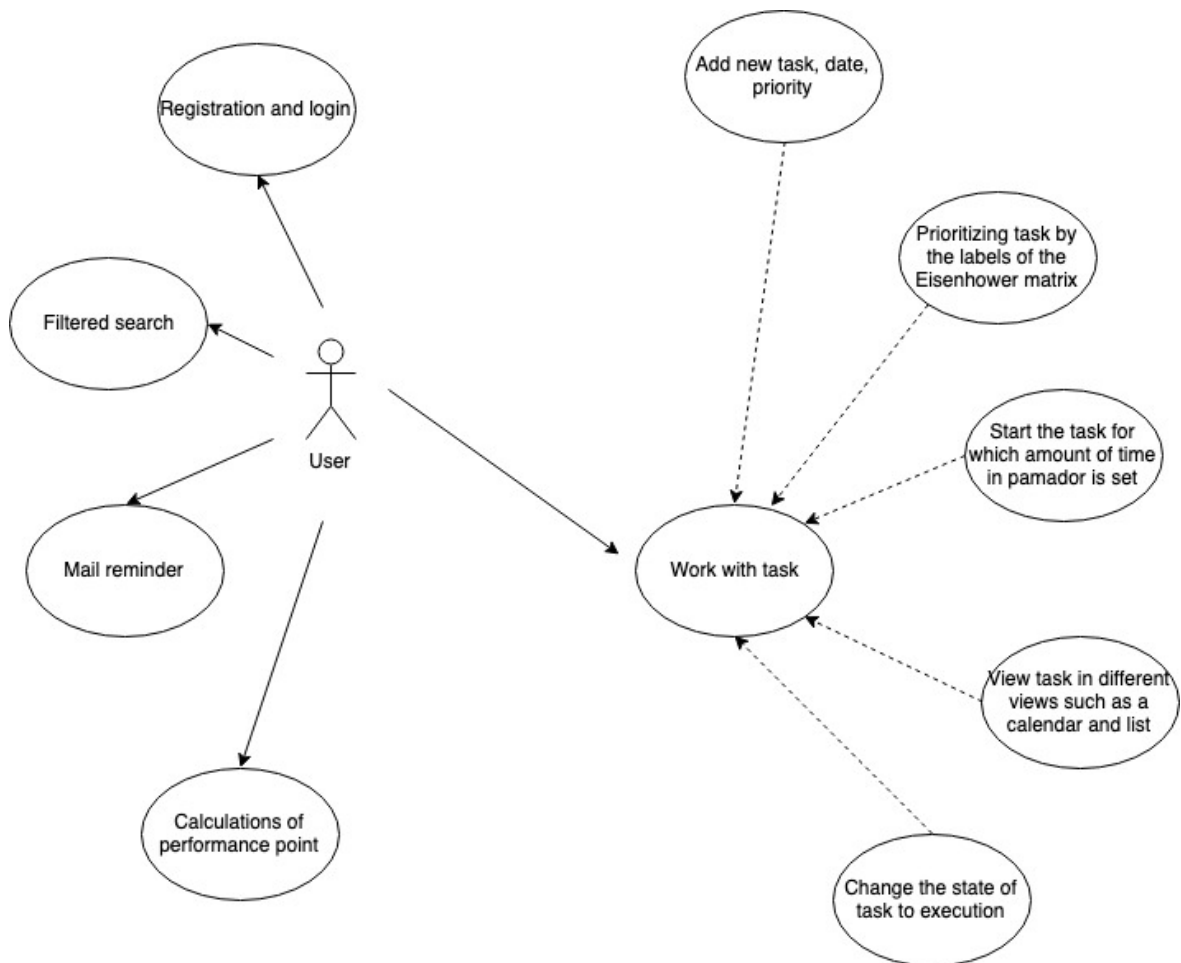 Registration and login
Add new task, date,
priority
Prioritizing task by
the labels of the
Eisenhower matrix
Filtered search
User
Start the task for
which amount of time
in pamador is set
Mail reminder
Work with task
View task in different
views such as a
calendar and list
Calculations of
performance point
Change the state of
task to execution